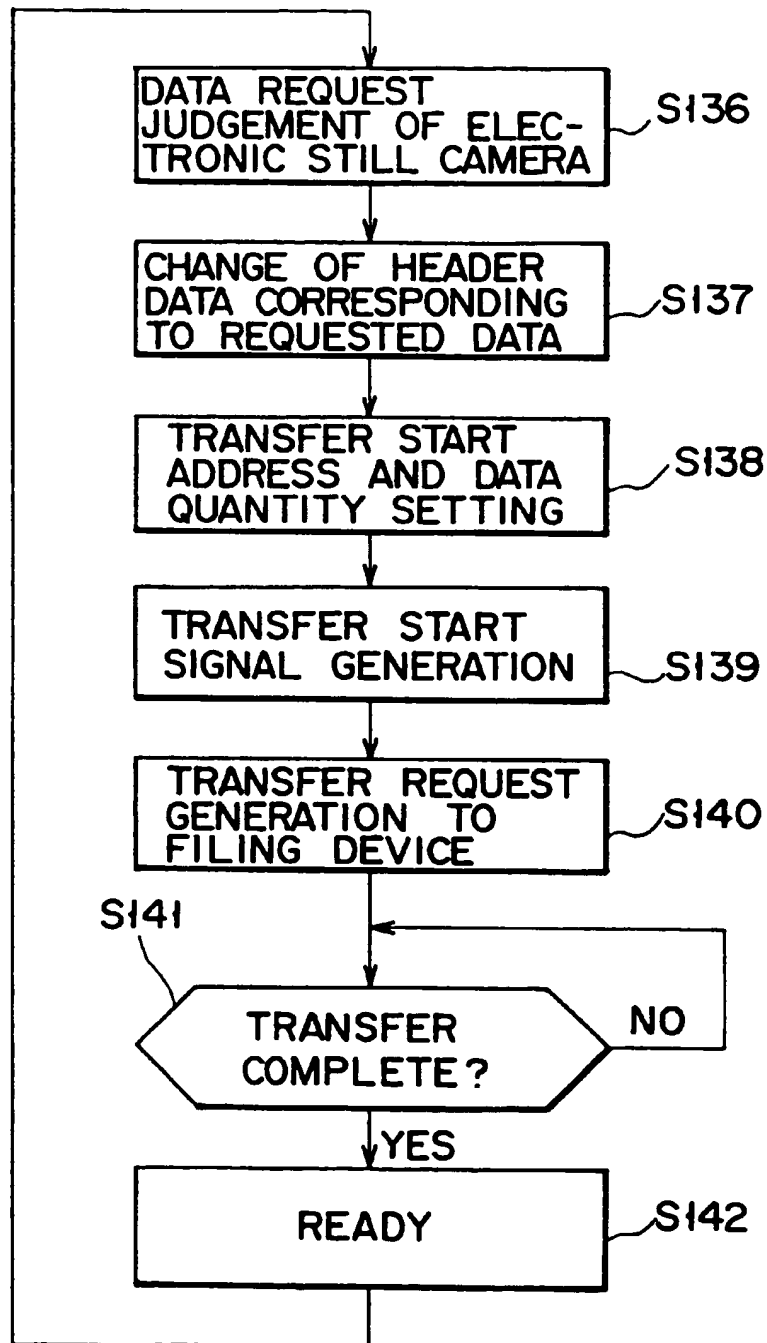 DATA REQUEST
JUDGEMENT OF ELEC-
TRONIC STILL CAMERA
S136
CHANGE OF HEADER
DATA CORRESPONDING
TO REQUESTED DATA
S137
TRANSFER START
ADDRESS AND DATA
QUANTITY SETTING
S138
TRANSFER START
SIGNAL GENERATION
S139
TRANSFER REQUEST
GENERATION TO
FILING DEVICE
S140
S141
TRANSFER
COMPLETE?
NO
YES
READY
S142